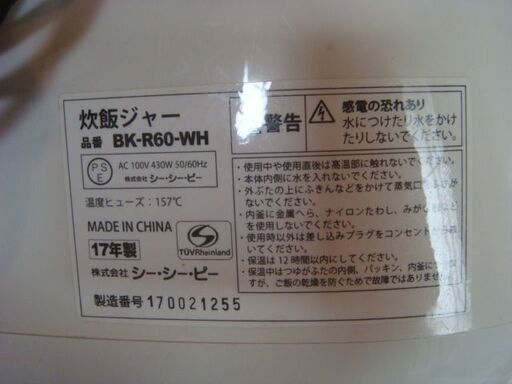 炊飯ジャー
品番 BK-R60-WH
PS
E
AC 100V 430W 50/60Hz
株式会社 シー・シー・ピー
温度ヒューズ：157℃
MADE IN CHINA
17年製
S
TÜVRheinland
株式会社 シー・シー・ピー
製造番号 170021255
警告
感電の恐れあり
水につけたり水をかけ
たりしないでください。
・使用中や使用直後は高温部に触れないでください。
・本体内側に水を入れないでください。
・外ぶたの上にふきんなどをかけて蒸気口を
ないでください。
・内釜に金属へら、ナイロンたわし、みがき
を使用しないでください。
・使用時以外は差し込みプラグをコンセントから抜
いてください。
・保温は12時間以内にしてください。
・保温中はつゆがふたの内側、パッキン、内釜に
すが、ご飯の乾燥を防ぐためで故障ではありません。